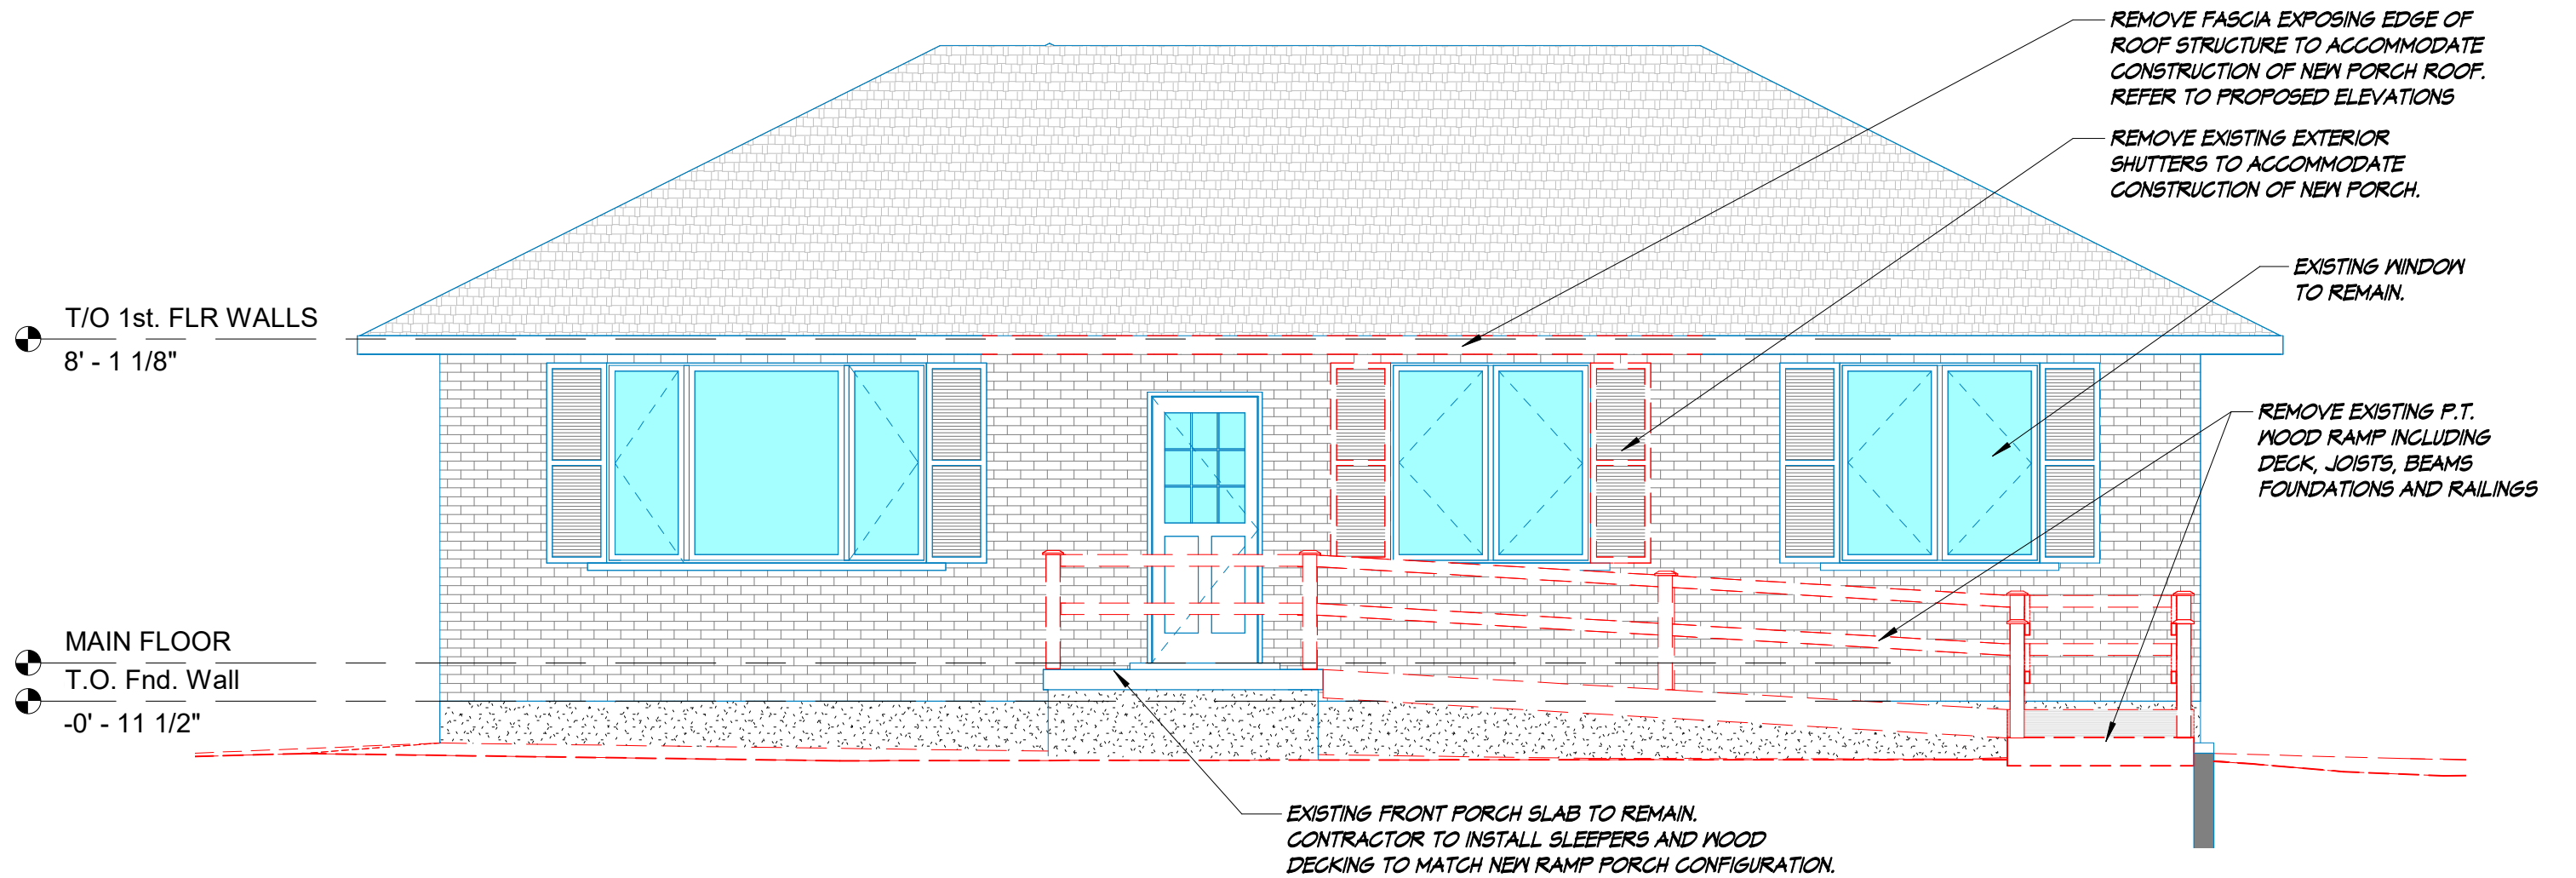 REMOVE FASCIA EXPOSING EDGE OF
ROOF STRUCTURE TO ACCOMMODATE
CONSTRUCTION OF NEW PORCH ROOF.
REFER TO PROPOSED ELEVATIONS
REMOVE EXISTING EXTERIOR
SHUTTERS TO ACCOMMODATE
CONSTRUCTION OF NEW PORCH.
EXISTING WINDOW
TO REMAIN.
T/O 1st. FLR WALLS
8' - 1 1/8"
REMOVE EXISTING P.T.
WOOD RAMP INCLUDING
DECK, JOISTS, BEAMS
FOUNDATIONS AND RAILINGS
MAIN FLOOR
T.O. Fnd. Wall
-0' - 11 1/2"
EXISTING FRONT PORCH SLAB TO REMAIN.
CONTRACTOR TO INSTALL SLEEPERS AND WOOD
DECKING TO MATCH NEW RAMP PORCH CONFIGURATION.